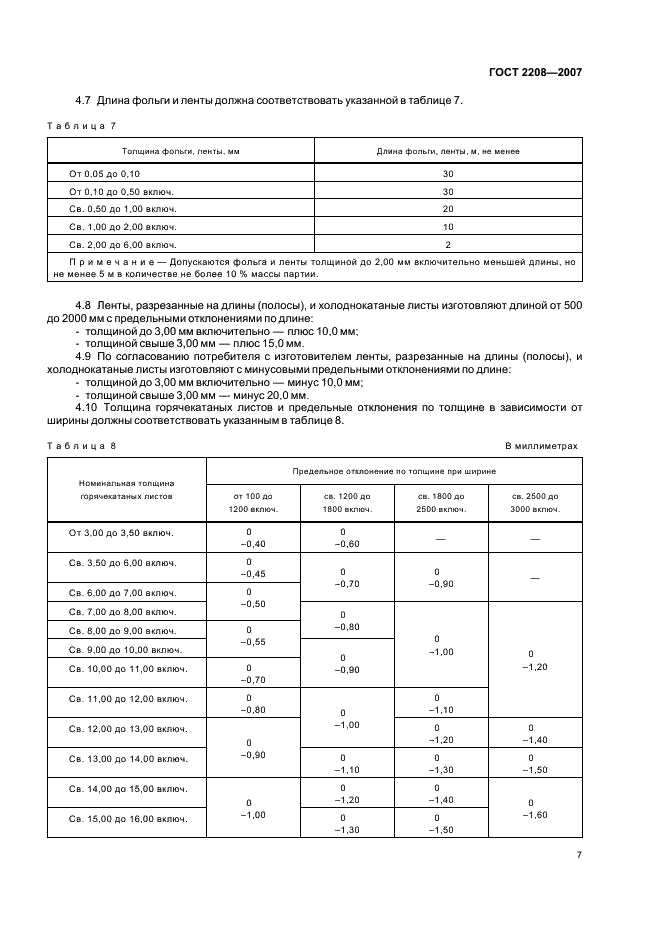 ГОСТ 2208—2007
4.7 Длина фольги и ленты должна соответствовать указанной в таблице 7.
Таблица 7
Толщина фольги, ленты, мм Длина фольги, ленты, м, не менее
От 0,05 до 0,10 30
От 0,10 до 0,50 включ. 30
Св. 0,50 до 1,00 включ. 20
Св. 1,00 до 2,00 включ. 10
Св. 2,00 до 6,00 включ. 2
Примечание — Допускаются фольга и ленты толщиной до 2,00 мм включительно меньшей длины, но
не менее 5 м в количестве не более 10 % массы партии.
4.8 Ленты, разрезанные на длины (полосы), и холоднокатаные листы изготовляют длиной от 500
до 2000 мм с предельными отклонениями по длине:
- толщиной до 3,00 мм включительно — плюс 10,0 мм;
- толщиной свыше 3,00 мм — плюс 15,0 мм.
4.9 По согласованию потребителя с изготовителем ленты, разрезанные на длины (полосы), и
холоднокатаные листы изготовляют с минусовыми предельными отклонениями по длине:
- толщиной до 3,00 мм включительно — минус 10,0 мм;
- толщиной свыше 3,00 мм — минус 20,0 мм.
4.10 Толщина горячекатаных листов и предельные отклонения по толщине в зависимости от
ширины должны соответствовать указанным в таблице 8.
Таблица 8 В миллиметрах
Номинальная толщина
горячекатаных листов
Предельное отклонение по толщине при ширине
от 100 до св. 1200 до св. 1800 до св. 2500 до
1200 включ. 1800 включ. 2500 включ. 3000 включ.
От 3,00 до 3,50 включ. 0 0 — —
–0,40 –0,60
Св. 3,50 до 6,00 включ. 0
–0,45
0 0 —
–0,70 –0,90
Св. 6,00 до 7,00 включ. 0
–0,50
Св. 7,00 до 8,00 включ. 0
–0,80
Св. 8,00 до 9,00 включ. 0
–0,55
0
–1,00
Св. 9,00 до 10,00 включ. 0
–0,90
0
–1,20
Св. 10,00 до 11,00 включ. 0
–0,70
Св. 11,00 до 12,00 включ. 0 0
–0,80 –1,10
0
–1,00
Св. 12,00 до 13,00 включ. 0 0
–1,20 –1,40
0
–0,90
Св. 13,00 до 14,00 включ. 0 0 0
–1,10 –1,30 –1,50
Св. 14,00 до 15,00 включ. 0 0
–1,20 –1,40
0 0
–1,00 –1,60
Св. 15,00 до 16,00 включ. 0 0
–1,30 –1,50
7